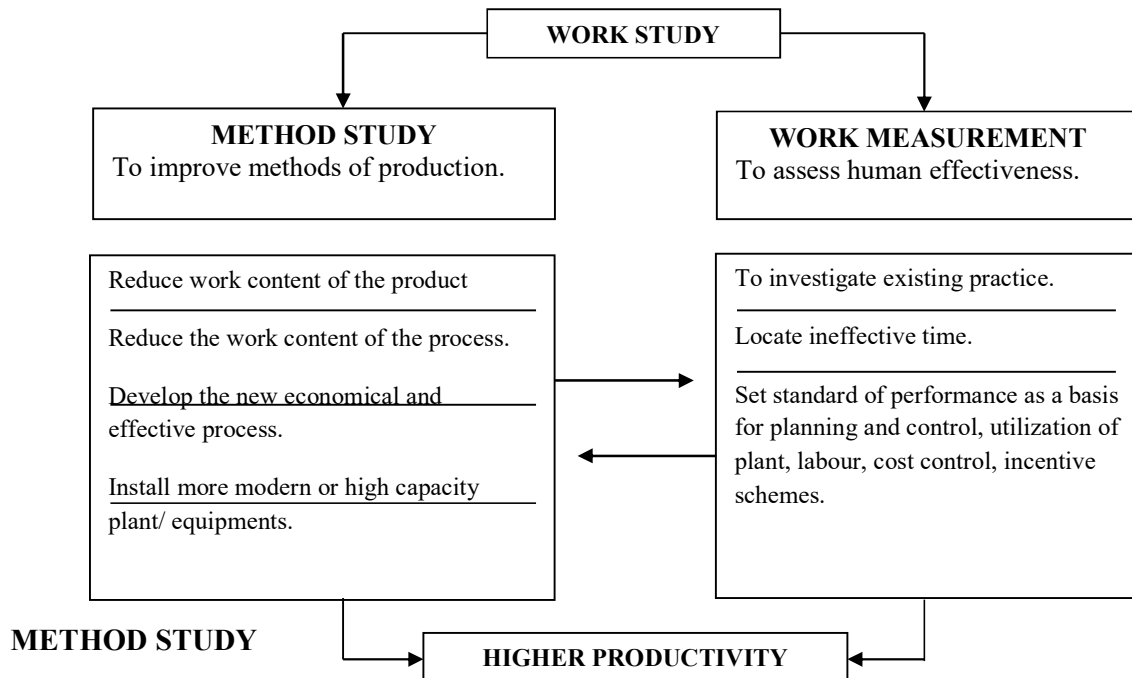 WORK STUDY
METHOD STUDY
To improve methods of production.
WORK MEASUREMENT
To assess human effectiveness.
Reduce work content of the product
Reduce the work content of the process.
Develop the new economical and
effective process.
Install more modern or high capacity
plant/ equipments.
To investigate existing practice.
Locate ineffective time.
Set standard of performance as a basis
for planning and control, utilization of
plant, labour, cost control, incentive
schemes.
METHOD STUDY
HIGHER PRODUCTIVITY